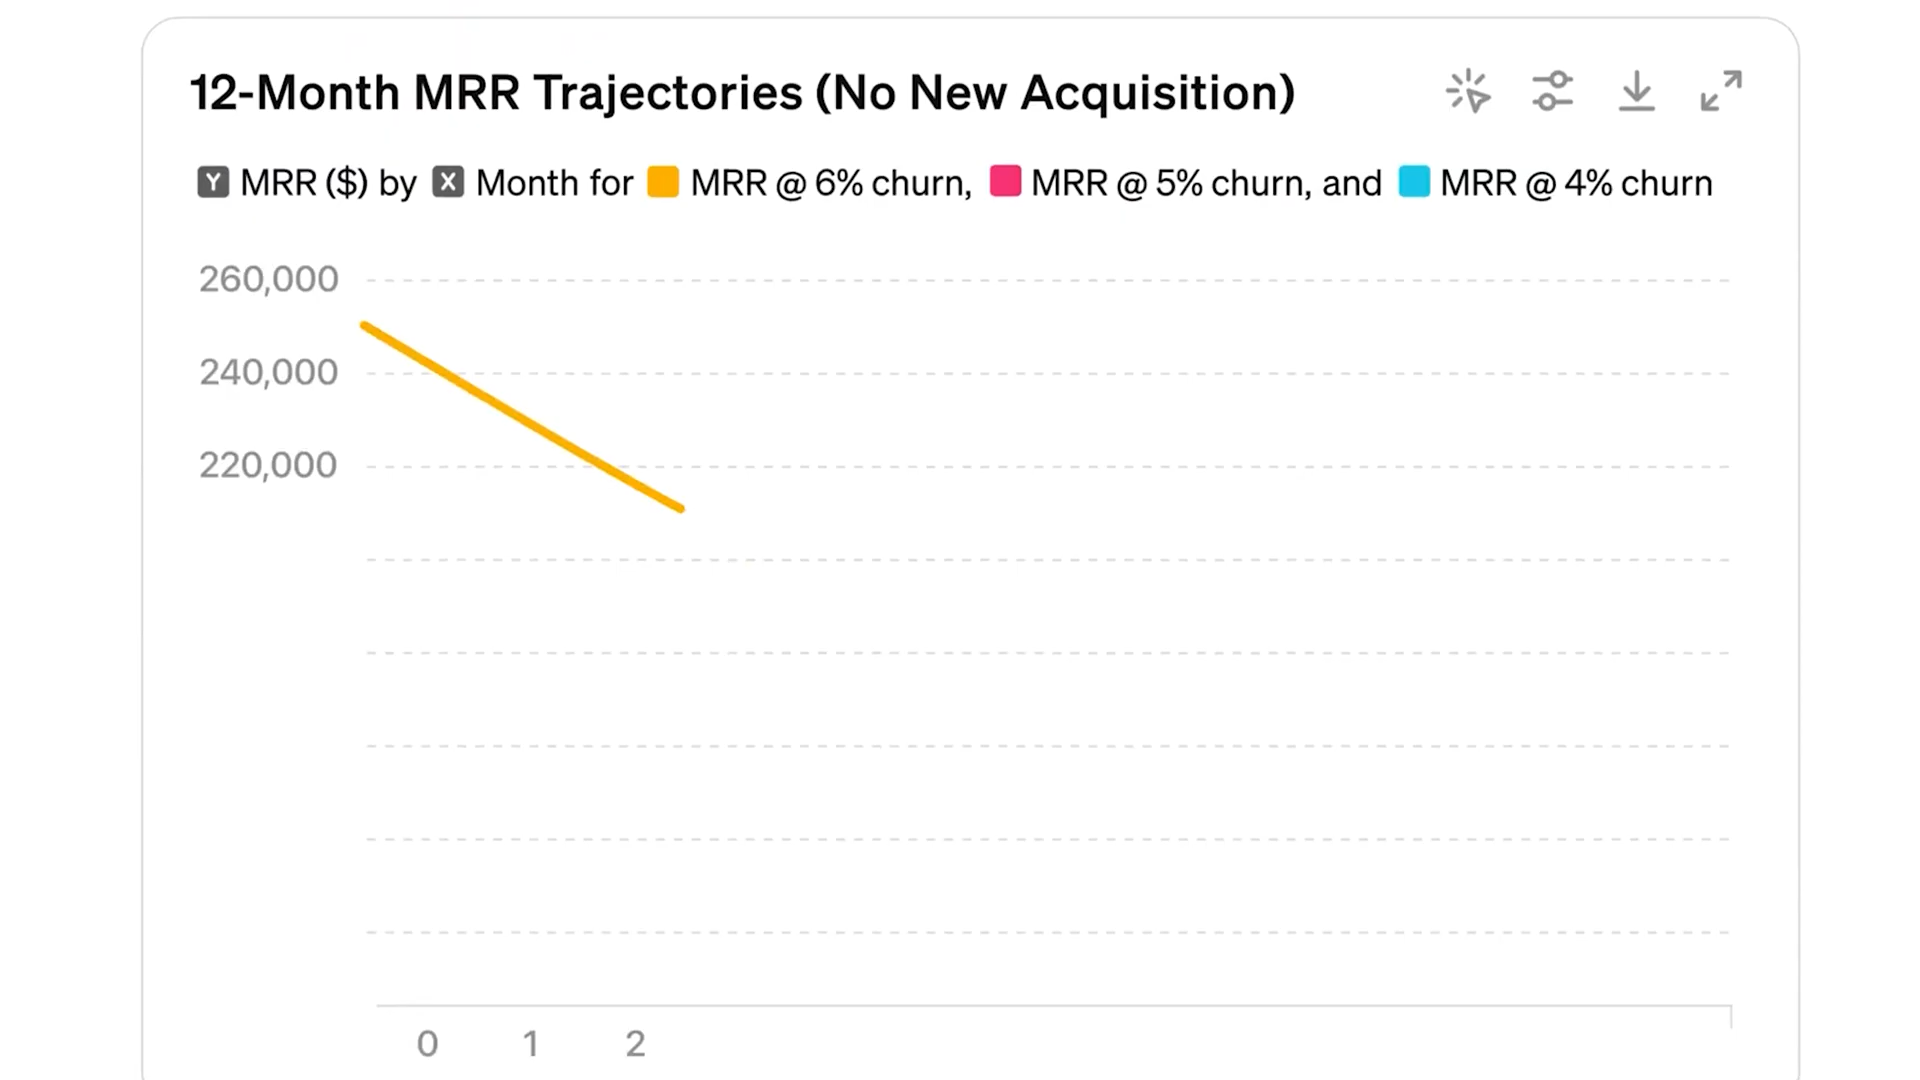 12-Month MRR Trajectories (No New Acquisition)
Y MRR ($) by X Month for MRR @ 6% churn, MRR @ 5% churn, and MRR @ 4% churn
260,000
240,000
220,000
0 1 2